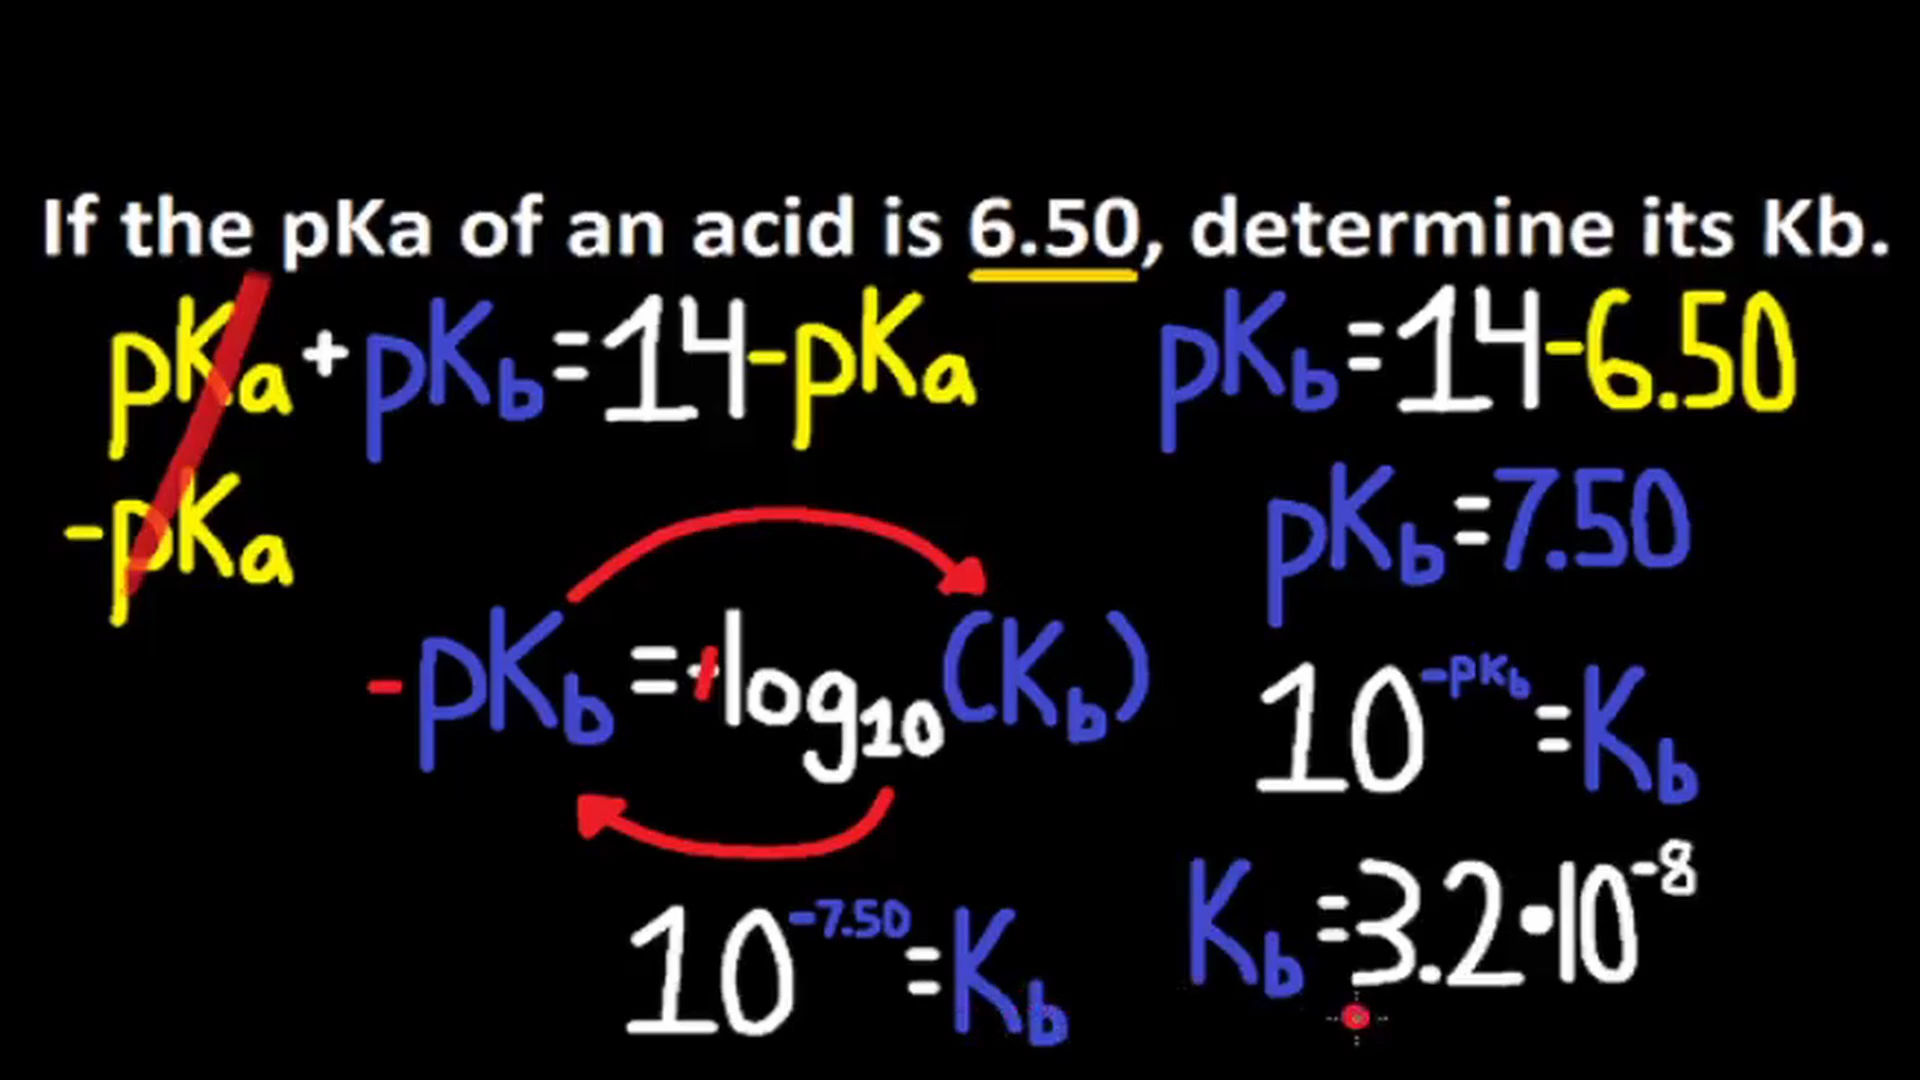 If the pKa of an acid is 6.50, determine its Kb.
pKa + pKb = 14 - pKa
- pKa
pKb = 14 - 6.50
pKb = 7.50
-pKb = -log₁₀(Kb)
10^-pKb = Kb
10^-7.50 = Kb
Kb = 3.2•10^-8